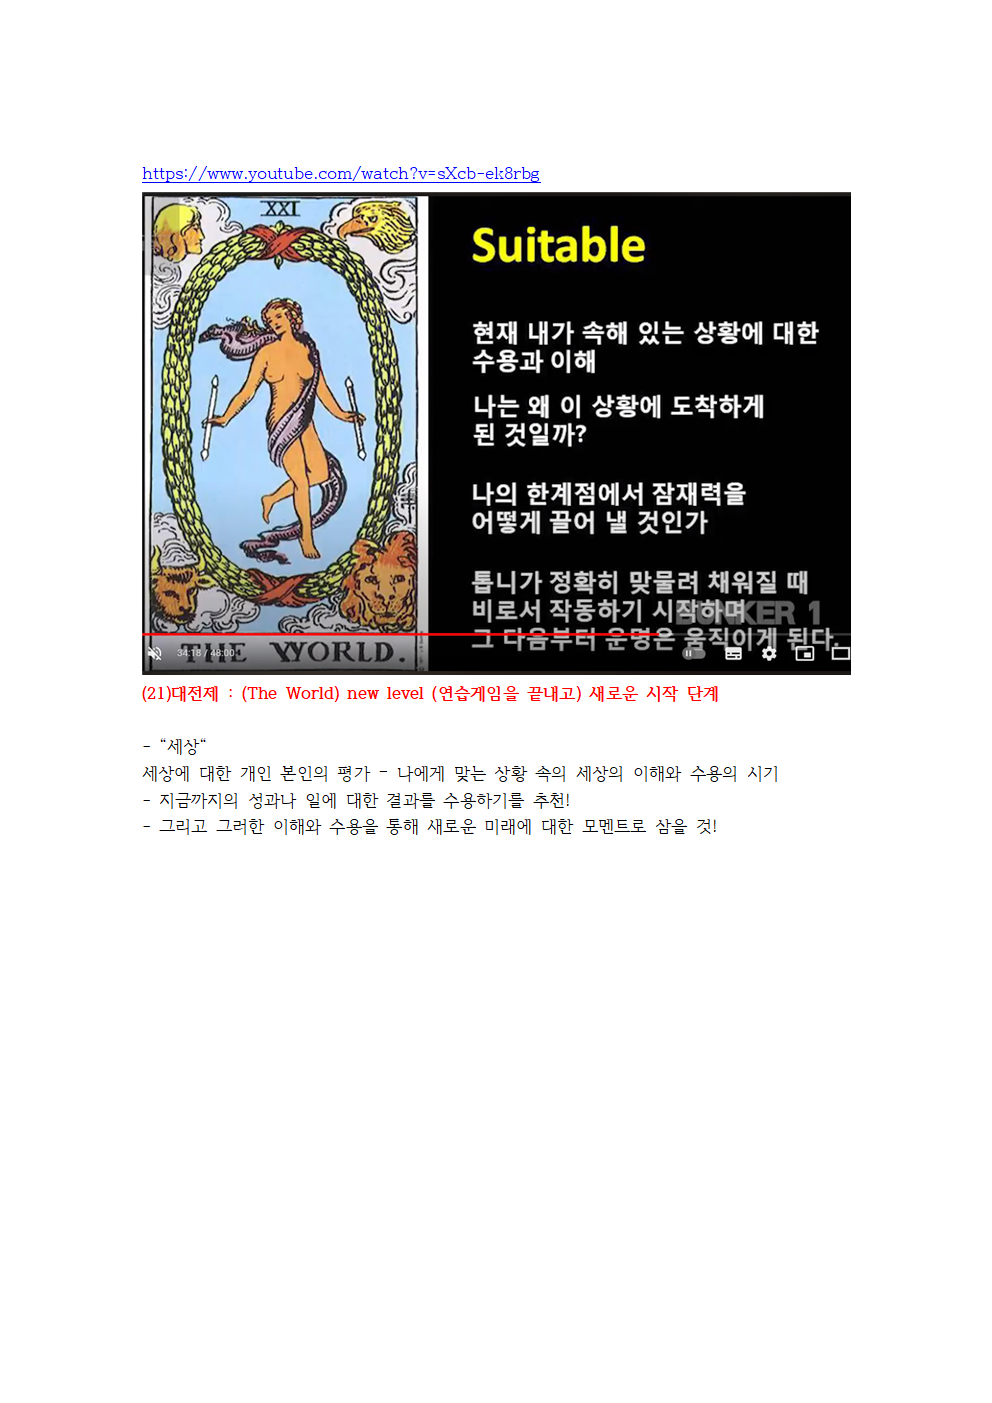 https://www.youtube.com/watch?v=sXcb-ek8rbg
XXI
Suitable
현재 내가 속해 있는 상황에 대한
수용과 이해
나는 왜 이 상황에 도착하게
된 것일까?
나의 한계점에서 잠재력을
어떻게 끌어 낼 것인가
톱니가 정확히 맞물려 채워질 때
비로서 작동하기 시작하며
BUNKER 1
그 다음부터 운명은 움직이게 된다.
THE WORLD.
34:18 / 48:00
(21)대전제 : (The World) new level (연습게임을 끝내고) 새로운 시작 단계
- “세상“
세상에 대한 개인 본인의 평가 - 나에게 맞는 상황 속의 세상의 이해와 수용의 시기
- 지금까지의 성과나 일에 대한 결과를 수용하기를 추천!
- 그리고 그러한 이해와 수용을 통해 새로운 미래에 대한 모멘트로 삼을 것!